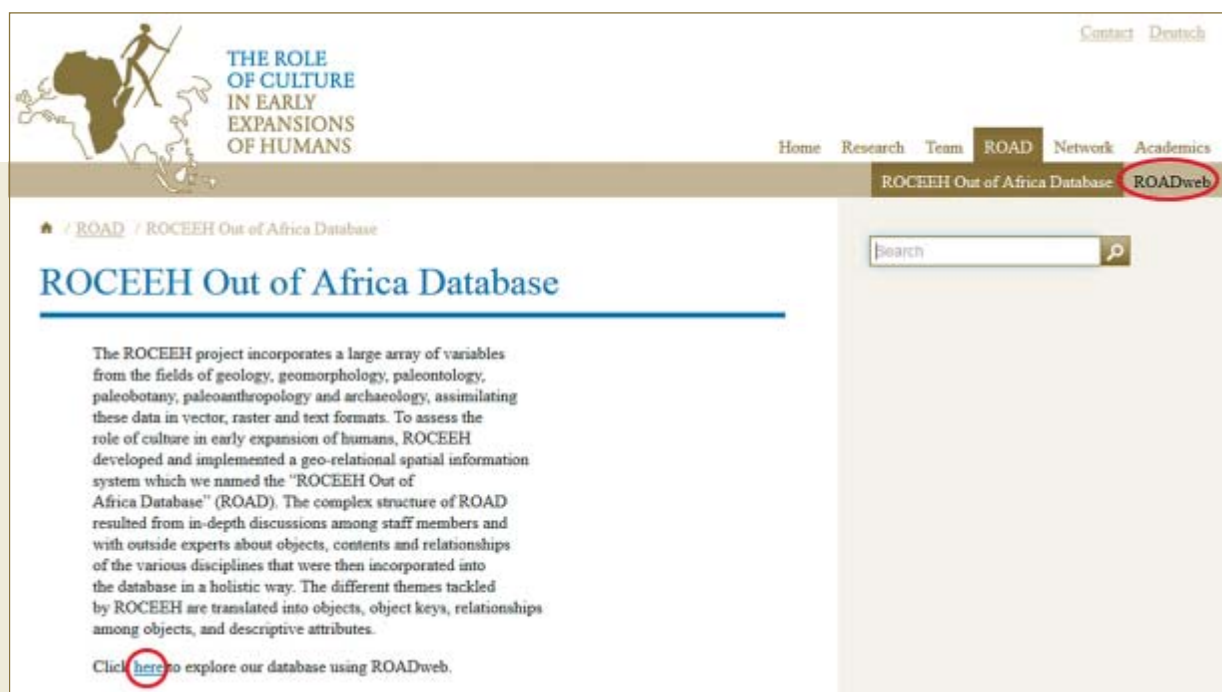 Contact Deutsch
THE ROLE
OF CULTURE
IN EARLY
EXPANSIONS
OF HUMANS
Home Research Team ROAD Network Academics
ROCEEH Out of Africa Database ROADweb
/ ROAD / ROCEEH Out of Africa Database
Search
ROCEEH Out of Africa Database
The ROCEEH project incorporates a large array of variables
from the fields of geology, geomorphology, paleontology,
paleobotany, paleoanthropology and archaeology, assimilating
these data in vector, raster and text formats. To assess the
role of culture in early expansion of humans, ROCEEH
developed and implemented a geo-relational spatial information
system which we named the "ROCEEH Out of
Africa Database" (ROAD). The complex structure of ROAD
resulted from in-depth discussions among staff members and
with outside experts about objects, contents and relationships
of the various disciplines that were then incorporated into
the database in a holistic way. The different themes tackled
by ROCEEH are translated into objects, object keys, relationships
among objects, and descriptive attributes.
Click here to explore our database using ROADweb.